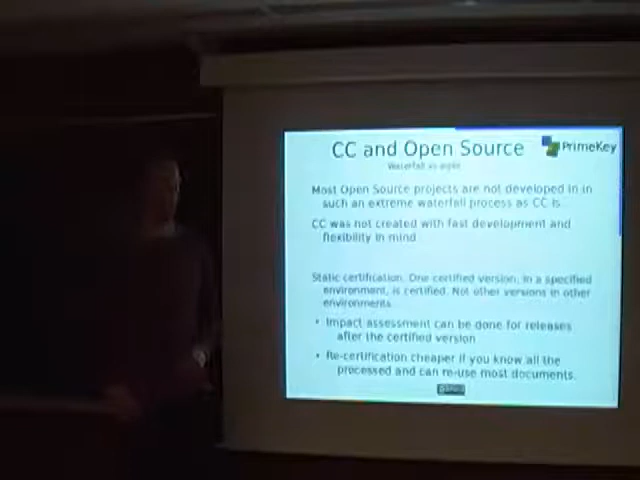 CC and Open Source
PrimeKey
Waterfall vs agile
Most Open Source projects are not developed in in
such an extreme waterfall process as CC is.
CC was not created with fast development and
flexibility in mind
Static certification. One certified version, in a specified
environment, is certified. Not other versions in other
environments.
• Impact assessment can be done for releases
after the certified version
• Re-certification cheaper if you know all the
processed and can re-use most documents.